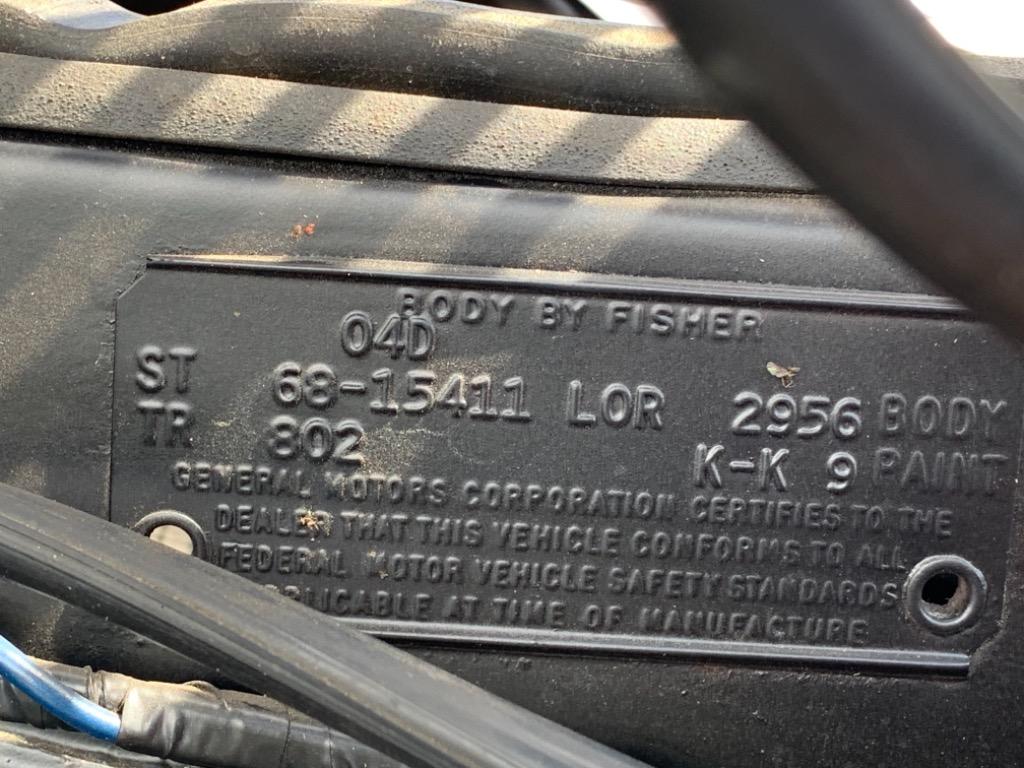 BODY BY FISHER
04D
ST 68-15411 LOR 2956 BODY
TR 802 K-K 9 PAINT
GENERAL MOTORS CORPORATION CERTIFIES TO THE
DEALER THAT THIS VEHICLE CONFORMS TO ALL
FEDERAL MOTOR VEHICLE SAFETY STANDARDS
AT TIME OF MANUFACTURE